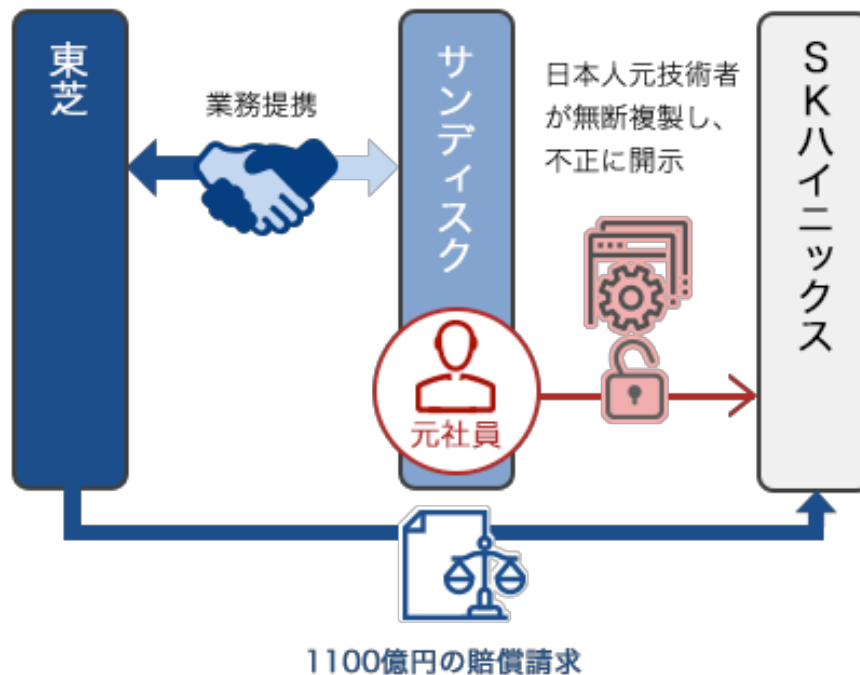 東芝
業務提携
サンディスク
日本人元技術者
が無断複製し、
不正に開示
SKハイニックス
元社員
1100億円の賠償請求